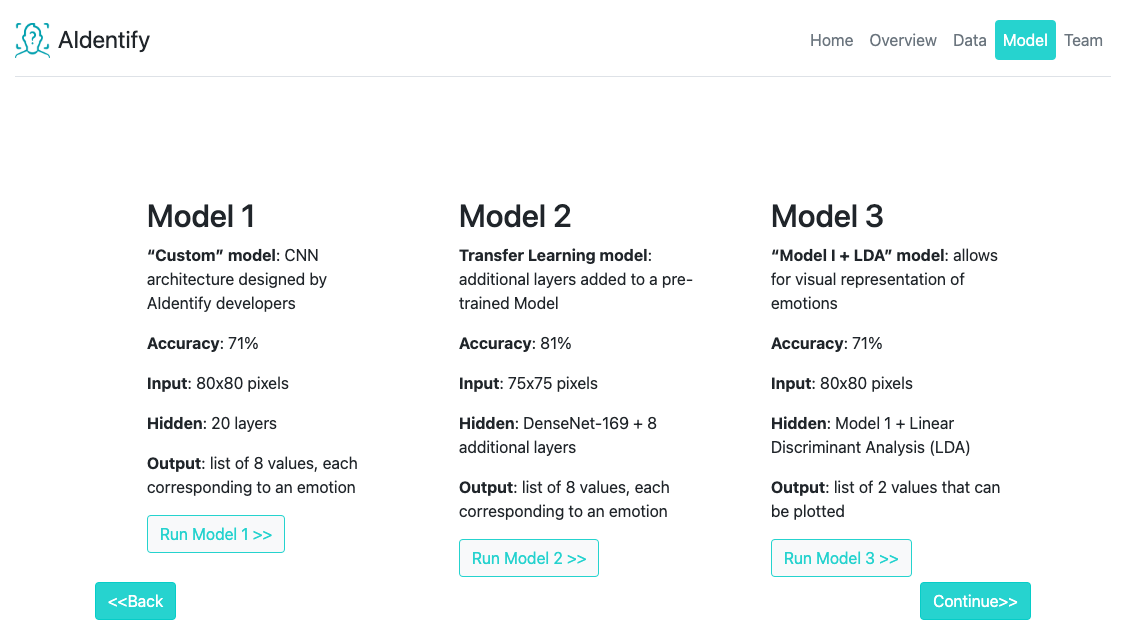 AIdentify
Home Overview Data Model Team
Model 1
“Custom” model: CNN
architecture designed by
AIdentify developers
Accuracy: 71%
Input: 80x80 pixels
Hidden: 20 layers
Output: list of 8 values, each
corresponding to an emotion
Run Model 1 >>
Model 2
Transfer Learning model:
additional layers added to a pre-
trained Model
Accuracy: 81%
Input: 75x75 pixels
Hidden: DenseNet-169 + 8
additional layers
Output: list of 8 values, each
corresponding to an emotion
Run Model 2 >>
Model 3
“Model I + LDA” model: allows
for visual representation of
emotions
Accuracy: 71%
Input: 80x80 pixels
Hidden: Model 1 + Linear
Discriminant Analysis (LDA)
Output: list of 2 values that can
be plotted
Run Model 3 >>
<<Back
Continue>>